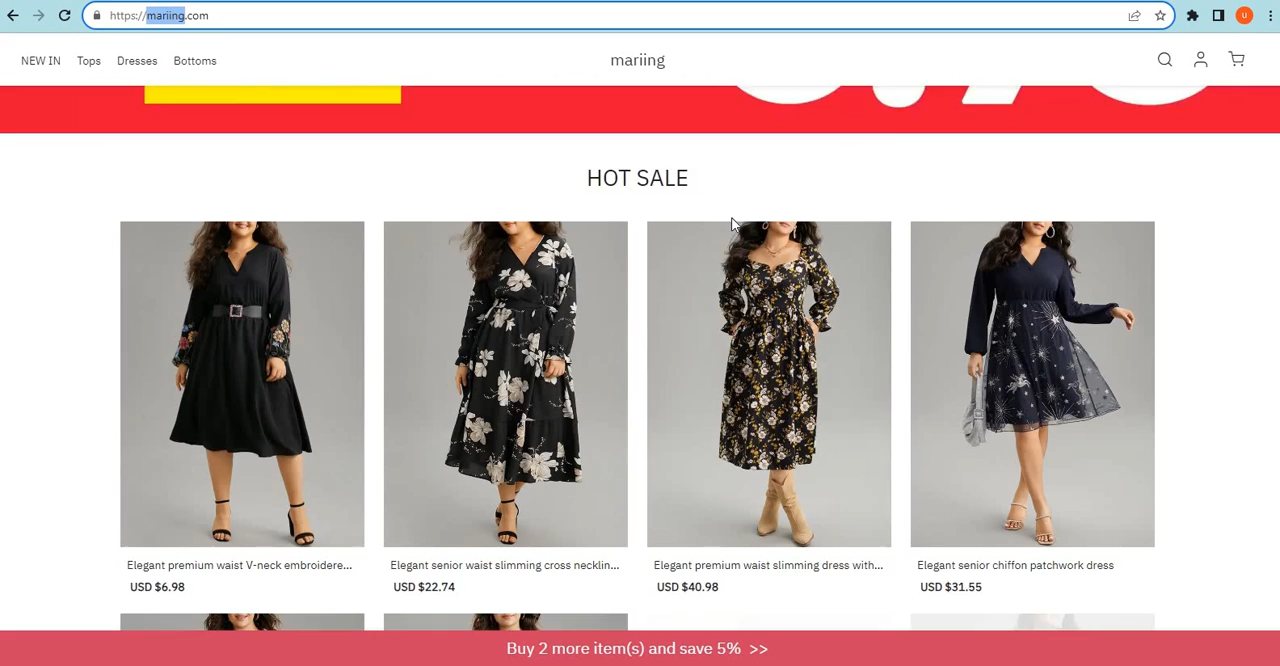 https://mariing.com
u
NEW IN Tops Dresses Bottoms mariing
HOT SALE
Elegant premium waist V-neck embroidere... Elegant senior waist slimming cross necklin... Elegant premium waist slimming dress with... Elegant senior chiffon patchwork dress
USD $6.98 USD $22.74 USD $40.98 USD $31.55
Buy 2 more item(s) and save 5% >>